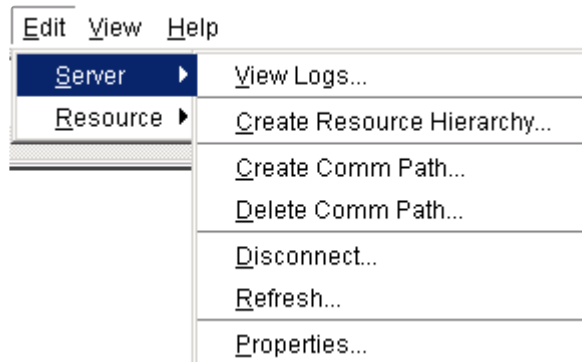 Edit View Help
Server
Resource
View Logs...
Create Resource Hierarchy...
Create Comm Path...
Delete Comm Path...
Disconnect...
Refresh...
Properties...